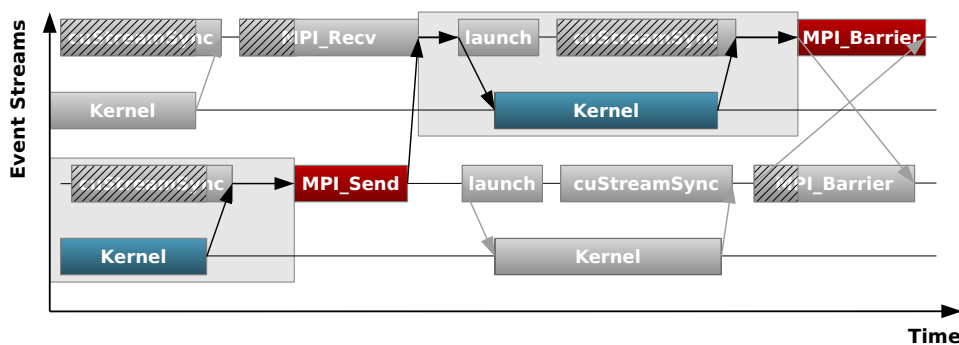 cuStreamSync MPI_Recv launch cuStreamSync MPI_Barrier
Kernel Kernel
Event Streams
cuStreamSync MPI_Send launch cuStreamSync MPI_Barrier
Kernel Kernel
Time